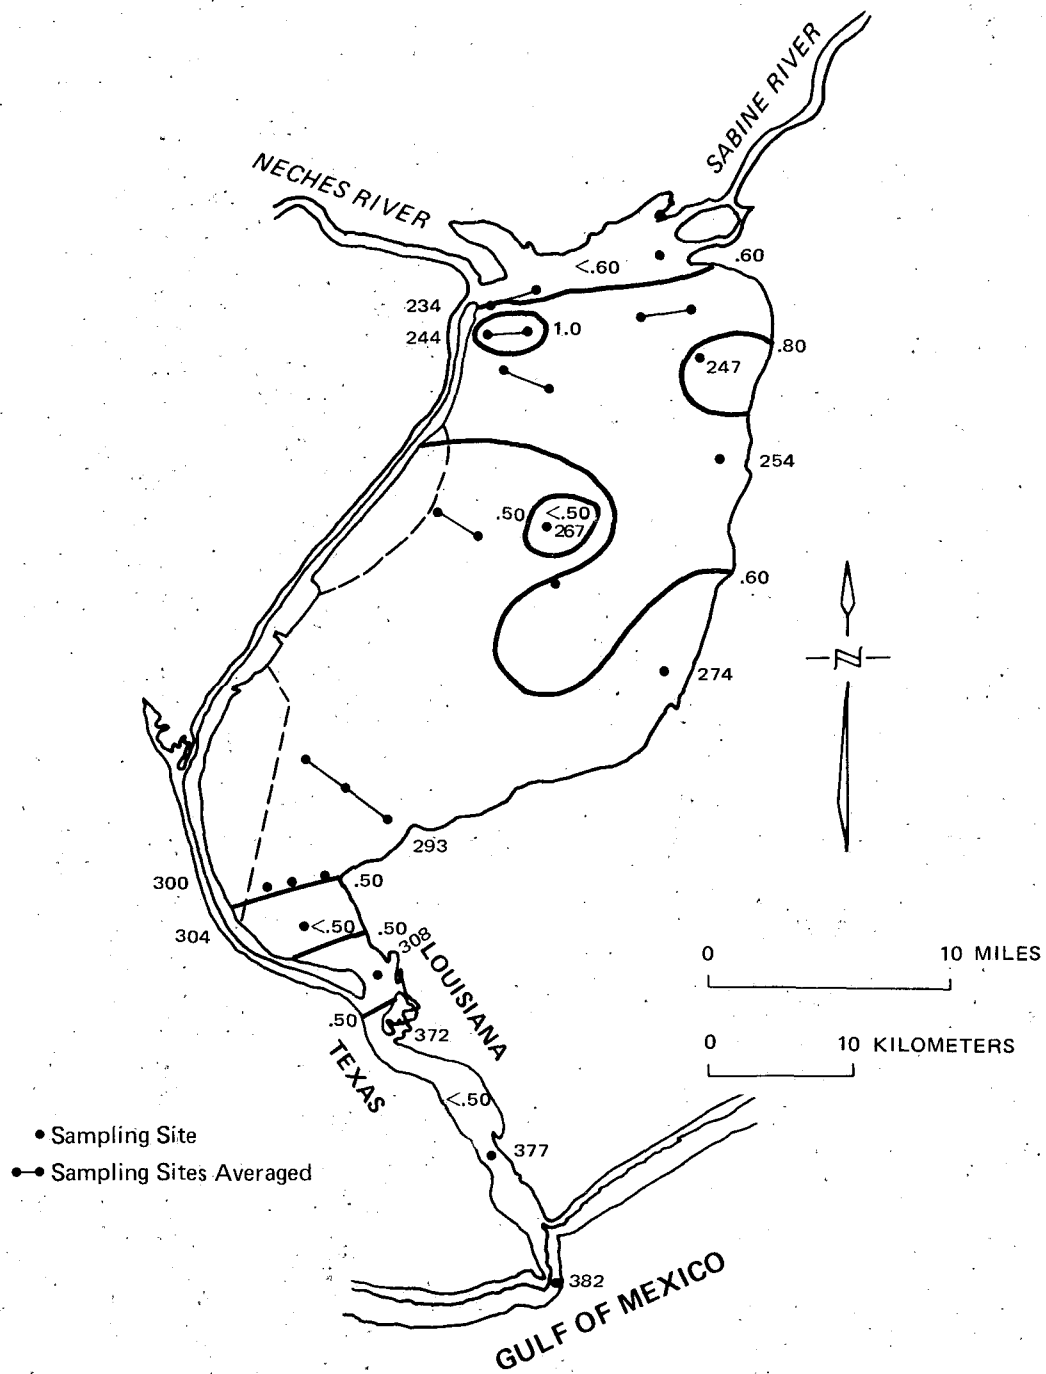 SABINE RIVER
NECHES RIVER
<.60
.60
234
244
1.0
.80
247
254
.50
<.50
267
.60
274
293
300
.50
304
<.50
.50
308
LOUISIANA
0 10 MILES
.50
372
TEXAS
0 10 KILOMETERS
<.50
Sampling Site
377
Sampling Sites Averaged
382
GULF OF MEXICO
N